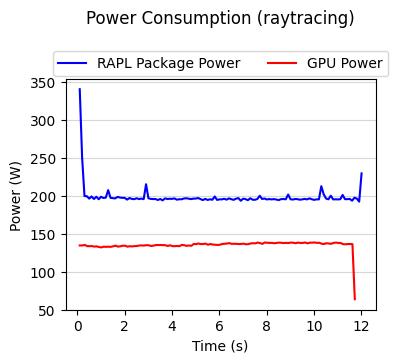 Power Consumption (raytracing)
RAPL Package Power
GPU Power
350
300
250
200
150
100
50
Power (W)
0
2
4
6
8
10
12
Time (s)